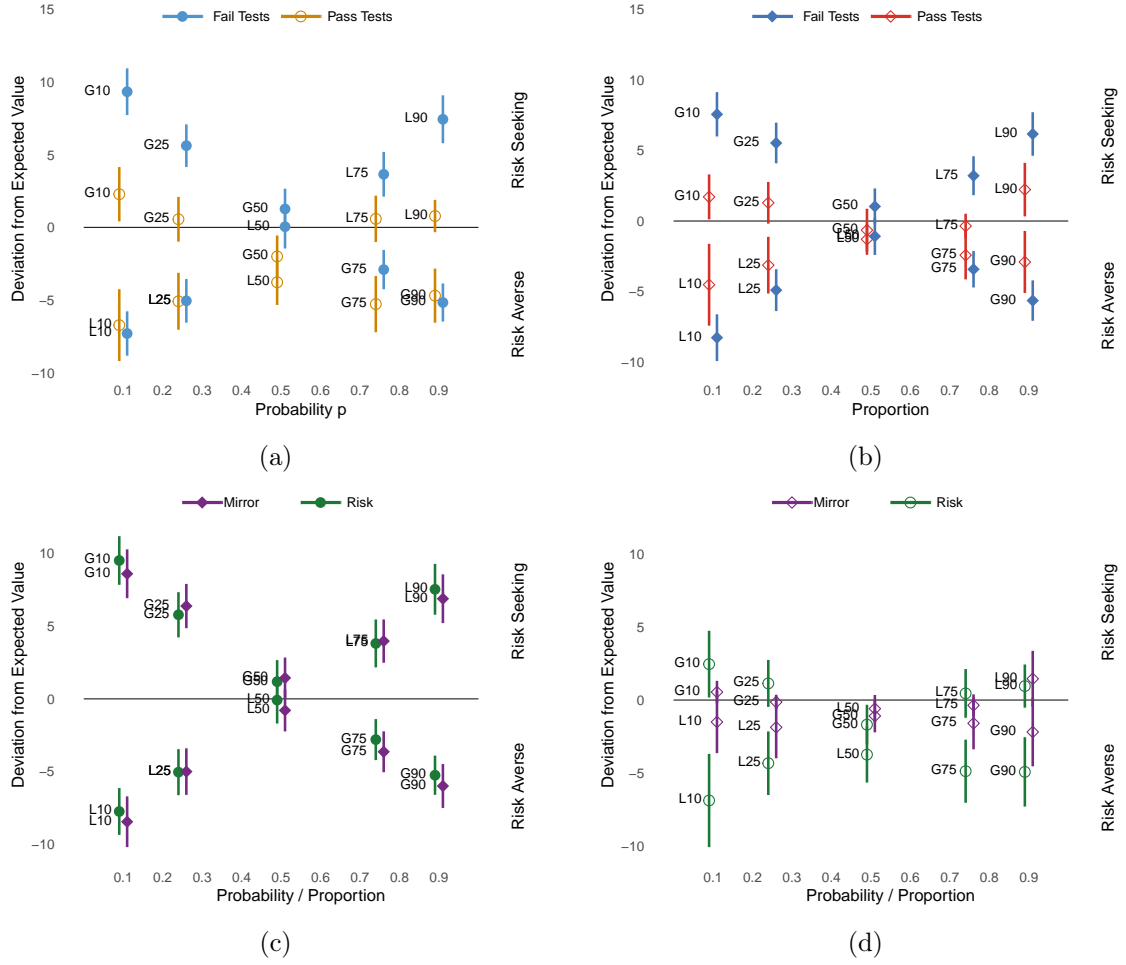 15
Fail Tests Pass Tests
10
5
0
−5
−10
Deviation from Expected Value
Risk Seeking
Risk Averse
G10
G10
L10
L10
G25
G25
L25
L25
G50
L50
G50
L50
L75
L75
G75
G75
L90
L90
G90
G90
0.1 0.2 0.3 0.4 0.5 0.6 0.7 0.8 0.9
Probability p
(a)
15
Fail Tests Pass Tests
10
5
0
−5
−10
Deviation from Expected Value
Risk Seeking
Risk Averse
G10
G10
L10
L10
G25
G25
L25
L25
G50
G50
L50
L50
L75
L75
G75
G75
L90
L90
G90
G90
0.1 0.2 0.3 0.4 0.5 0.6 0.7 0.8 0.9
Proportion
(b)
Mirror Risk
10
5
0
−5
−10
Deviation from Expected Value
Risk Seeking
Risk Averse
G10
G10
L10
L10
G25
G25
L25
L25
G50
G50
L50
L50
L75
L75
G75
G75
L90
L90
G90
G90
0.1 0.2 0.3 0.4 0.5 0.6 0.7 0.8 0.9
Probability / Proportion
(c)
Mirror Risk
10
5
0
−5
−10
Deviation from Expected Value
Risk Seeking
Risk Averse
G10
G10
L10
L10
G25
G25
L25
L25
L50
G50
G50
L50
L75
L75
G75
G75
L90
L90
G90
G90
0.1 0.2 0.3 0.4 0.5 0.6 0.7 0.8 0.9
Probability / Proportion
(d)